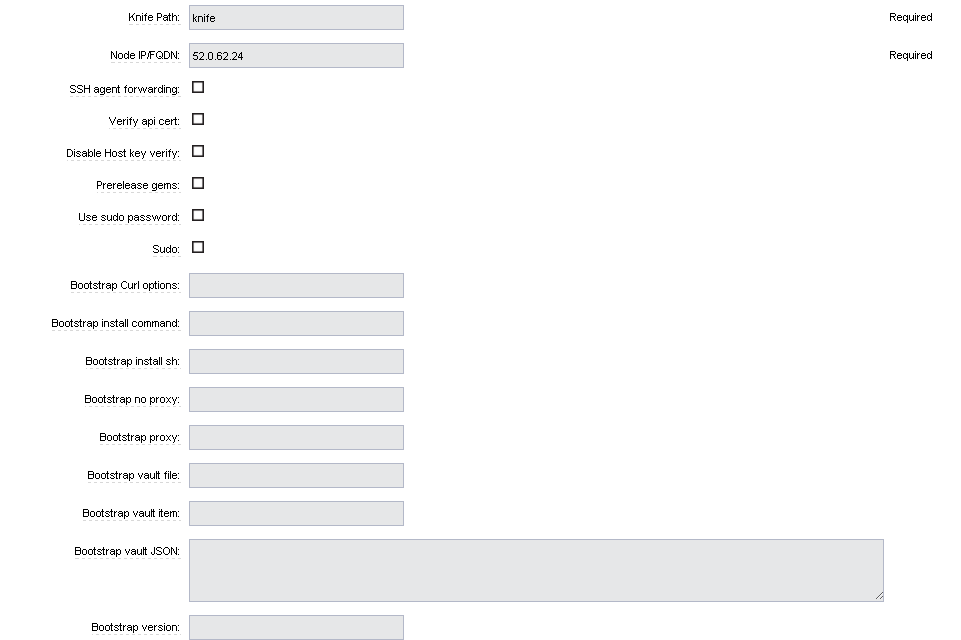 Knife Path: knife Required
Node IP/FQDN: 52.0.62.24 Required
SSH agent forwarding:
Verify api cert:
Disable Host key verify:
Prerelease gems:
Use sudo password:
Sudo:
Bootstrap Curl options:
Bootstrap install command:
Bootstrap install sh:
Bootstrap no proxy:
Bootstrap proxy:
Bootstrap vault file:
Bootstrap vault item:
Bootstrap vault JSON:
Bootstrap version: